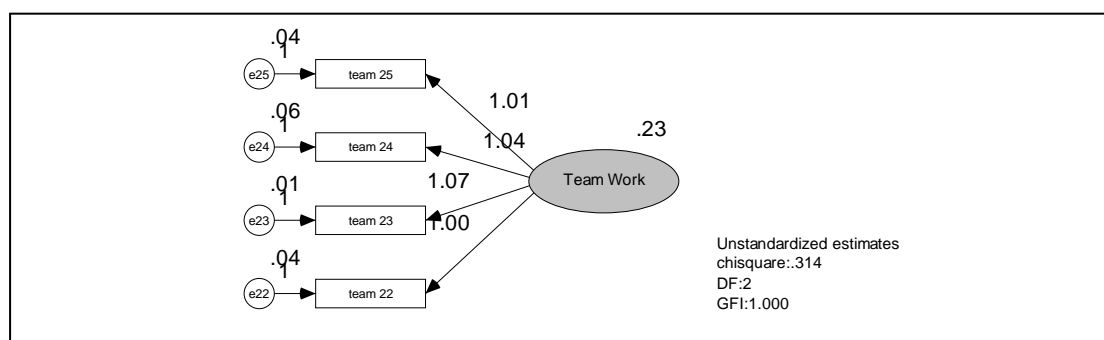 .04
1
e25
team 25
1.01
.06
1
e24
team 24
1.04
.23
Team Work
.01
1
e23
team 23
1.07
1.00
.04
1
e22
team 22
Unstandardized estimates
chisquare:.314
DF:2
GFI:1.000